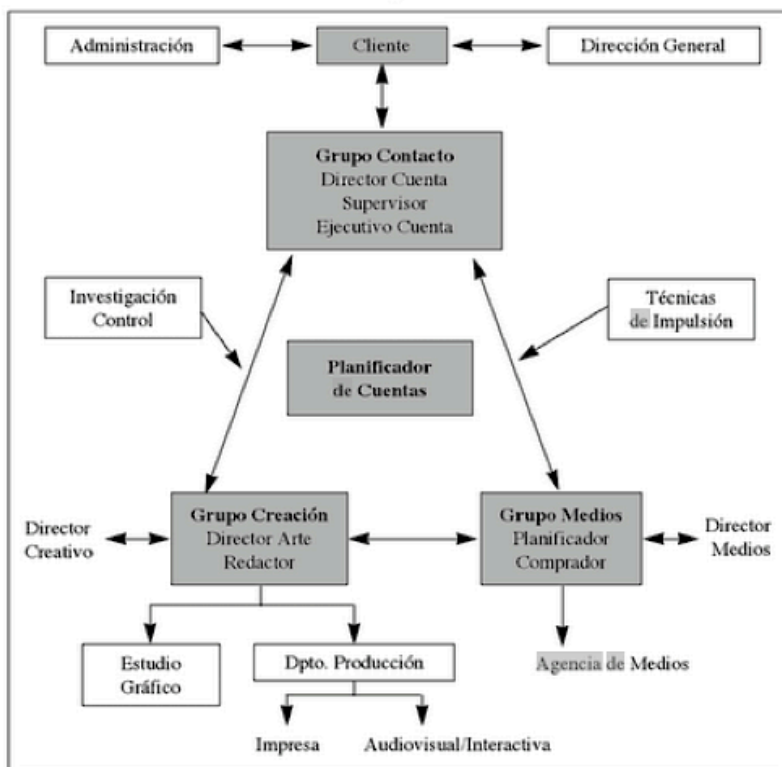 Administración
Cliente
Dirección General
Grupo Contacto
Director Cuenta
Supervisor
Ejecutivo Cuenta
Investigación
Control
Técnicas
de Impulsión
Planificador
de Cuentas
Director
Creativo
Grupo Creación
Director Arte
Redactor
Grupo Medios
Planificador
Comprador
Director
Medios
Estudio
Gráfico
Dpto. Producción
Agencia de Medios
Impresa
Audiovisual/Interactiva